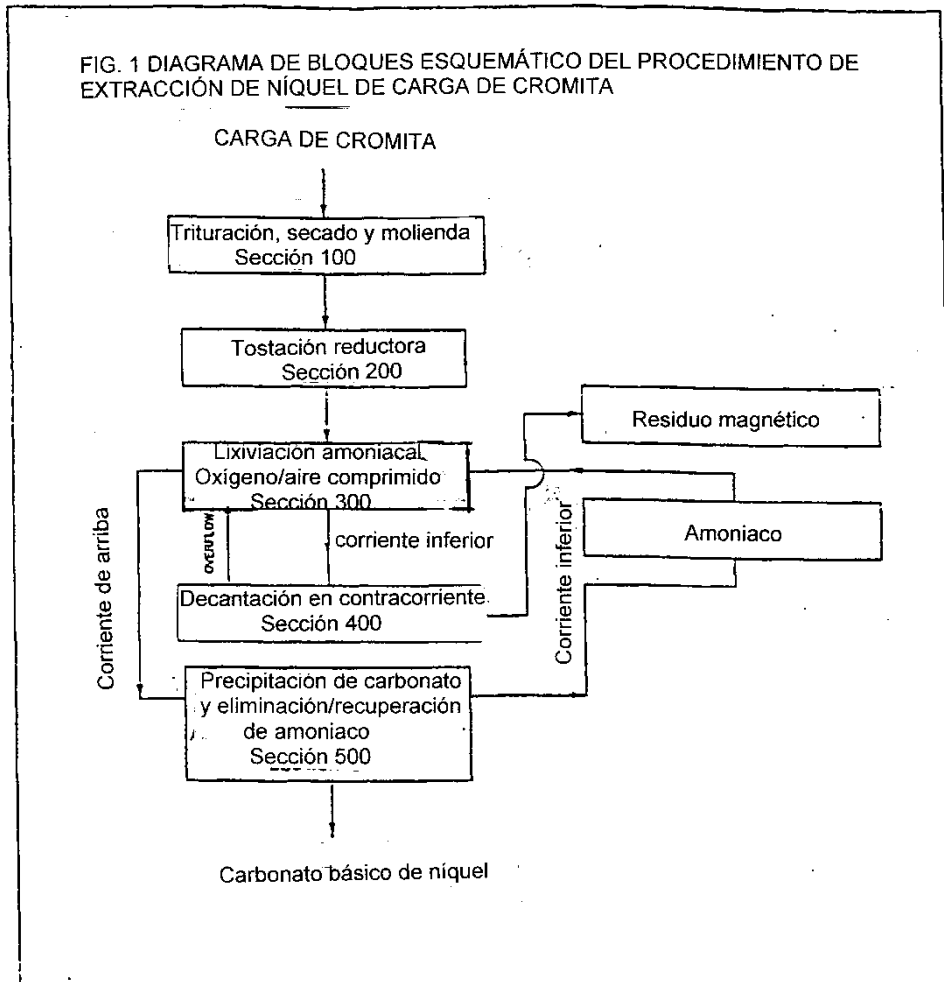 FIG. 1 DIAGRAMA DE BLOQUES ESQUEMÁTICO DEL PROCEDIMIENTO DE
EXTRACCIÓN DE NÍQUEL DE CARGA DE CROMITA
CARGA DE CROMITA
Trituración, secado y molienda
Sección 100
Tostación reductora
Sección 200
Residuo magnético
Lixiviación amoniacal
Oxígeno/aire comprimido
Sección 300
Amoniaco
OVERFLOW
corriente inferior
Corriente de arriba
Corriente inferior
Decantación en contracorriente
Sección 400
Precipitación de carbonato
y eliminación/recuperación
de amoniaco
Sección 500
Carbonato básico de níquel